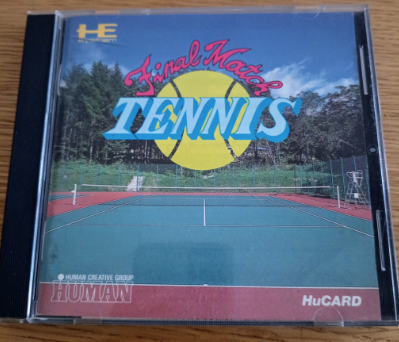 HE
Final Match
TENNIS
HUMAN CREATIVE GROUP
HUMAN
HuCARD